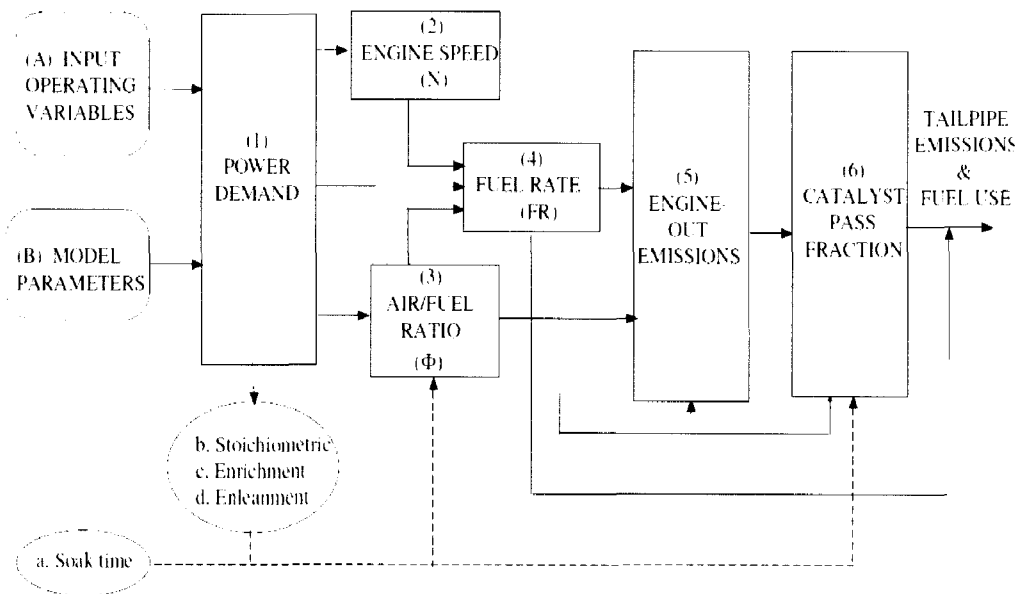 (A) INPUT
OPERATING
VARIABLES
(B) MODEL
PARAMETERS
(1)
POWER
DEMAND
(2)
ENGINE SPEED
(N)
(3)
AIR/FUEL
RATIO
(Φ)
(4)
FUEL RATE
(FR)
(5)
ENGINE-
OUT
EMISSIONS
(6)
CATALYST
PASS
FRACTION
TAILPIPE
EMISSIONS
&
FUEL USE
b. Stoichiometric
c. Enrichment
d. Enleanment
a. Soak time